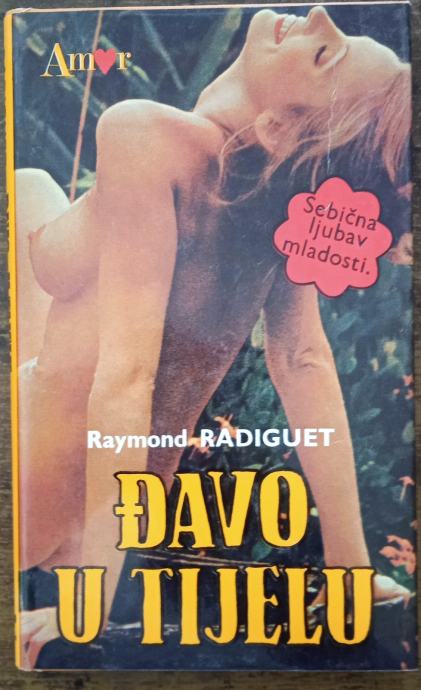 Amor
Sebična
ljubav
mladosti.
Raymond RADIGUET
ĐAVO
U TIJELU